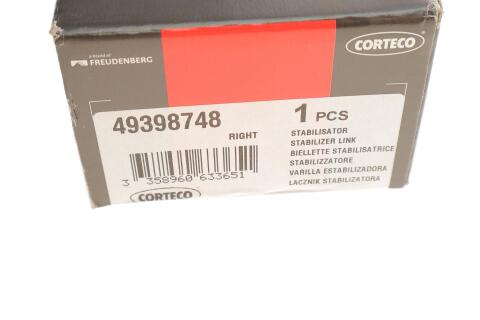 A Brand of
FREUDENBERG
CORTECO
49398748
RIGHT
1 PCS
STABILISATOR
STABILIZER LINK
BIELLETTE STABILISATRICE
STABILIZZATORE
VARILLA ESTABILIZADORA
LACZNIK STABILIZATORA
3 358960 633651
CORTECO